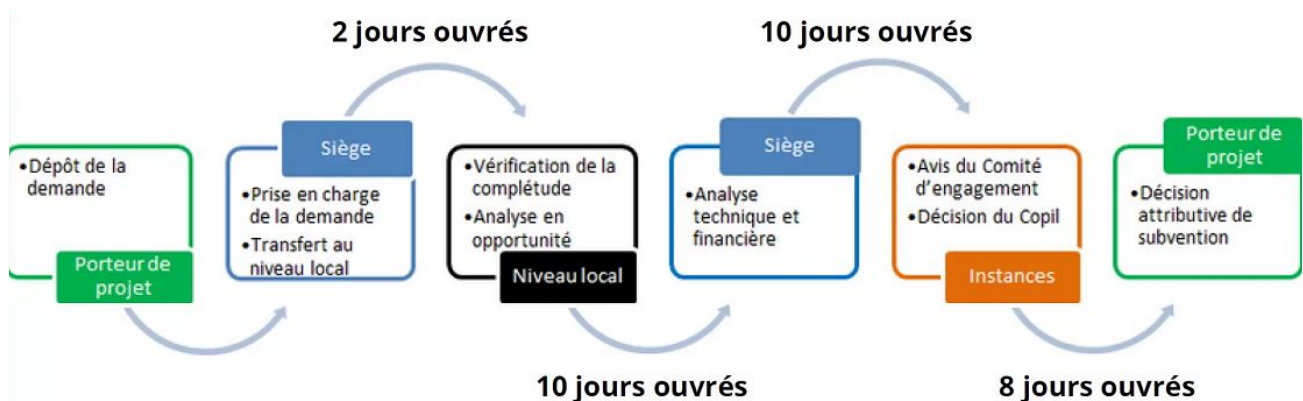 2 jours ouvrés
10 jours ouvrés
•Dépôt de la
demande
Porteur de
projet
Siège
•Prise en charge
de la demande
•Transfert au
niveau local
•Vérification de la
complétude
•Analyse en
opportunité
Niveau local
Siège
•Analyse
technique et
financière
•Avis du Comité
d'engagement
•Décision du Copil
Instances
Porteur de
projet
•Décision
attributive de
subvention
10 jours ouvrés
8 jours ouvrés